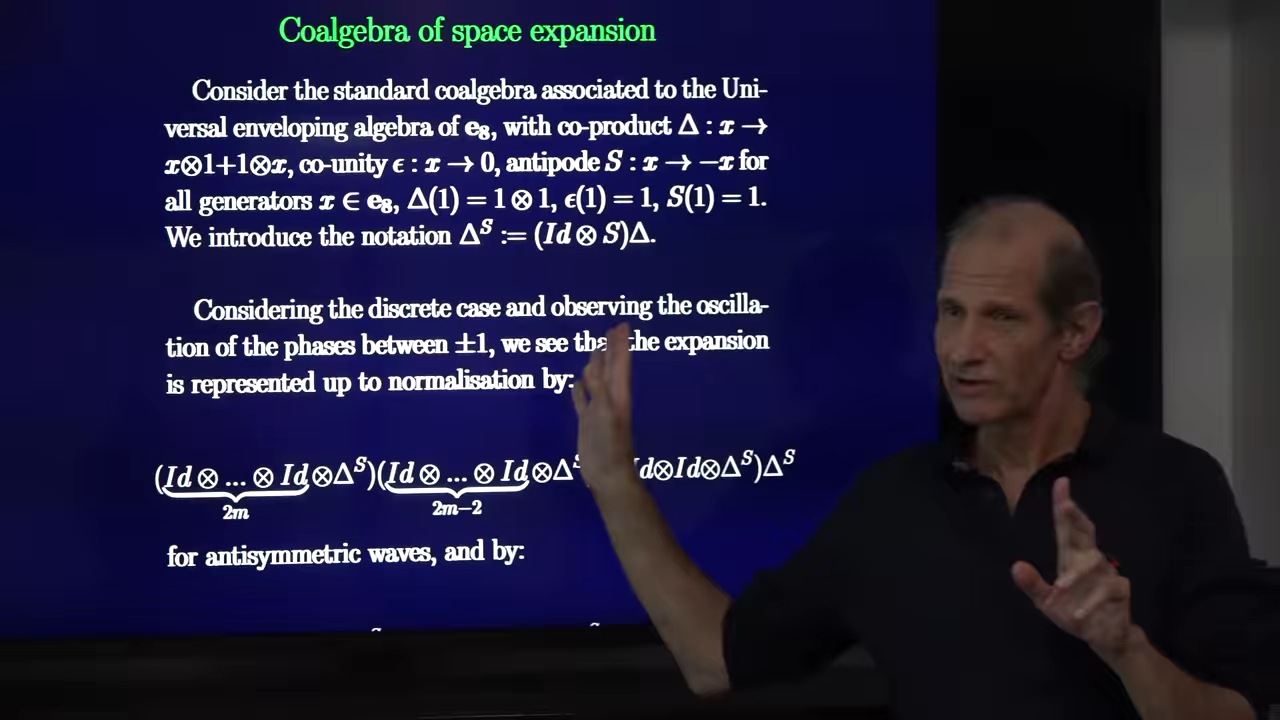 Coalgebra of space expansion
Consider the standard coalgebra associated to the Uni-
versal enveloping algebra of e₈, with co-product Δ : x →
x⊗1+1⊗x, co-unity ϵ : x → 0, antipode S : x → −x for
all generators x ∈ e₈, Δ(1) = 1 ⊗ 1, ϵ(1) = 1, S(1) = 1.
We introduce the notation Δ^S := (Id ⊗ S)Δ.
Considering the discrete case and observing the oscilla-
tion of the phases between ±1, we see that the expansion
is represented up to normalisation by:
(Id ⊗ ... ⊗ Id⊗Δ^S)(Id ⊗ ... ⊗ Id⊗Δ^S Id⊗Id⊗Δ^S)Δ^S
2m 2m−2
for antisymmetric waves, and by: